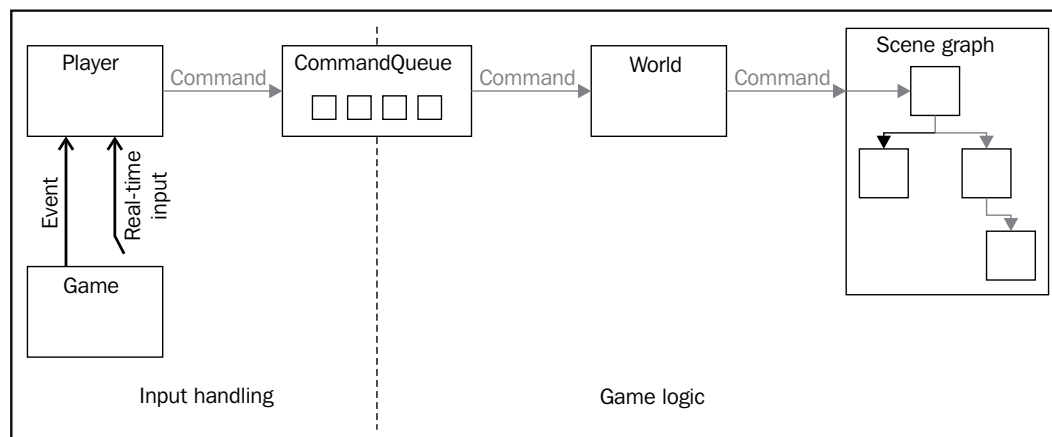 Player
Command
CommandQueue
Command
World
Command
Scene graph
Event
Real-time
input
Game
Input handling
Game logic